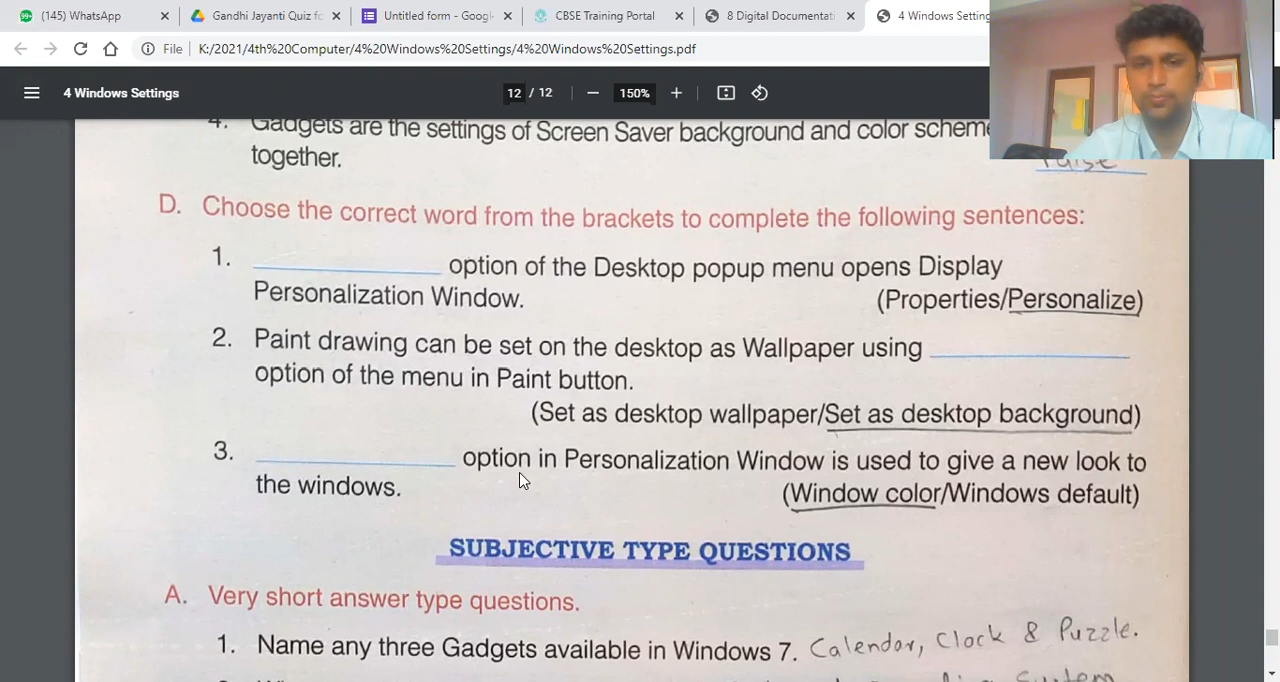 (145) WhatsApp
Gandhi Jayanti Quiz fo
Untitled form - Googl
CBSE Training Portal
8 Digital Documentati
4 Windows Setting
File
K:/2021/4th%20Computer/4%20Windows%20Settings/4%20Windows%20Settings.pdf
4 Windows Settings
12 / 12
150%
4. Gadgets are the settings of Screen Saver background and color scheme
together.
False
D. Choose the correct word from the brackets to complete the following sentences:
1. ____________ option of the Desktop popup menu opens Display
Personalization Window. (Properties/Personalize)
2. Paint drawing can be set on the desktop as Wallpaper using ____________
option of the menu in Paint button.
(Set as desktop wallpaper/Set as desktop background)
3. ____________ option in Personalization Window is used to give a new look to
the windows. (Window color/Windows default)
SUBJECTIVE TYPE QUESTIONS
A. Very short answer type questions.
1. Name any three Gadgets available in Windows 7. Calendar, Clock & Puzzle.